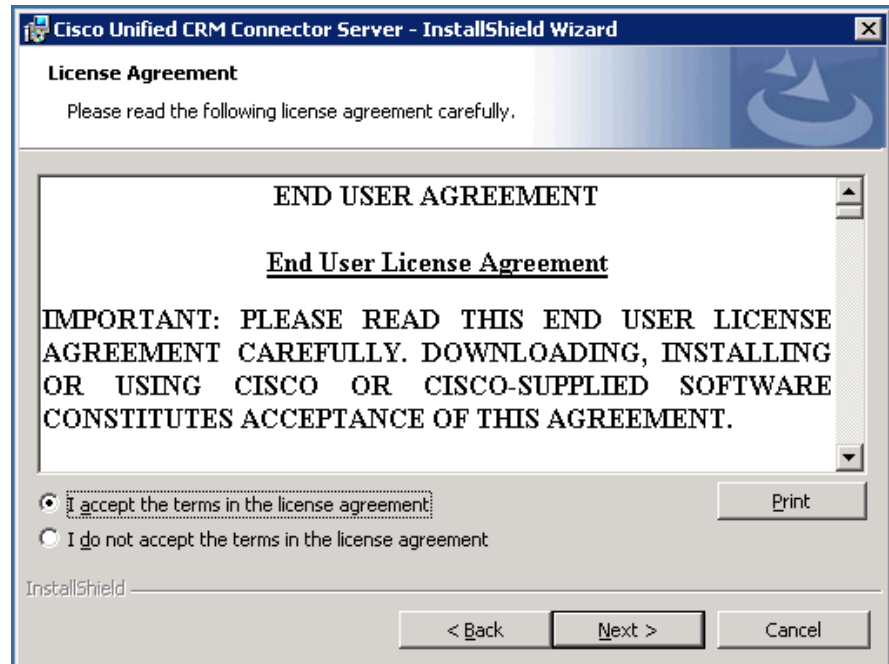 Cisco Unified CRM Connector Server - InstallShield Wizard
License Agreement
Please read the following license agreement carefully.
END USER AGREEMENT
End User License Agreement
IMPORTANT: PLEASE READ THIS END USER LICENSE
AGREEMENT CAREFULLY. DOWNLOADING, INSTALLING
OR USING CISCO OR CISCO-SUPPLIED SOFTWARE
CONSTITUTES ACCEPTANCE OF THIS AGREEMENT.
I accept the terms in the license agreement
Print
I do not accept the terms in the license agreement
InstallShield
< Back Next > Cancel